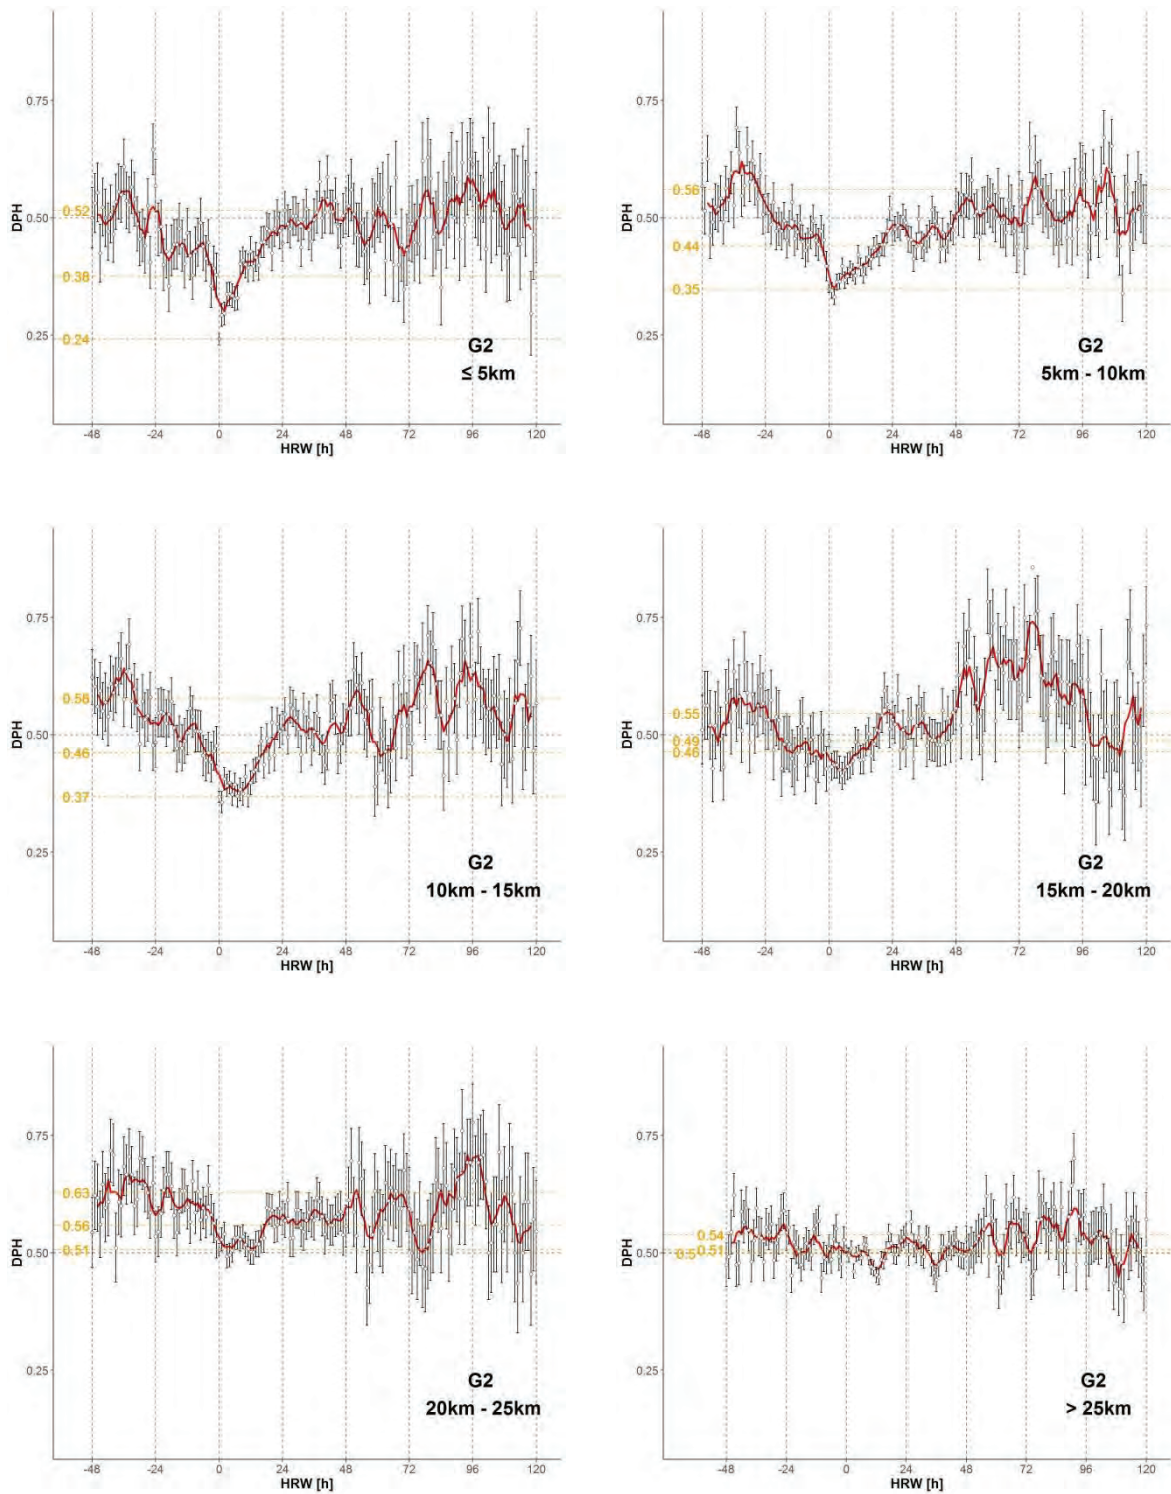 0.75
0.52
0.50
0.38
0.25
0.24
DPH
G2
≤ 5km
-48 -24 0 24 48 72 96 120
HRW [h]
0.75
0.56
0.50
0.44
0.35
0.25
DPH
G2
5km - 10km
-48 -24 0 24 48 72 96 120
HRW [h]
0.75
0.58
0.50
0.46
0.37
0.25
DPH
G2
10km - 15km
-48 -24 0 24 48 72 96 120
HRW [h]
0.75
0.55
0.50
0.49
0.46
0.25
DPH
G2
15km - 20km
-48 -24 0 24 48 72 96 120
HRW [h]
0.75
0.63
0.56
0.51
0.50
0.25
DPH
G2
20km - 25km
-48 -24 0 24 48 72 96 120
HRW [h]
0.75
0.54
0.51
0.5
0.50
0.25
DPH
G2
> 25km
-48 -24 0 24 48 72 96 120
HRW [h]